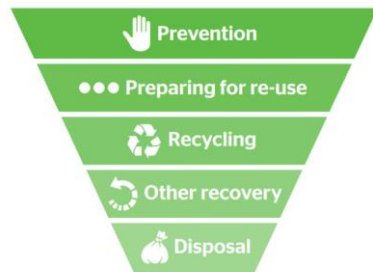 Prevention
Preparing for re-use
Recycling
Other recovery
Disposal